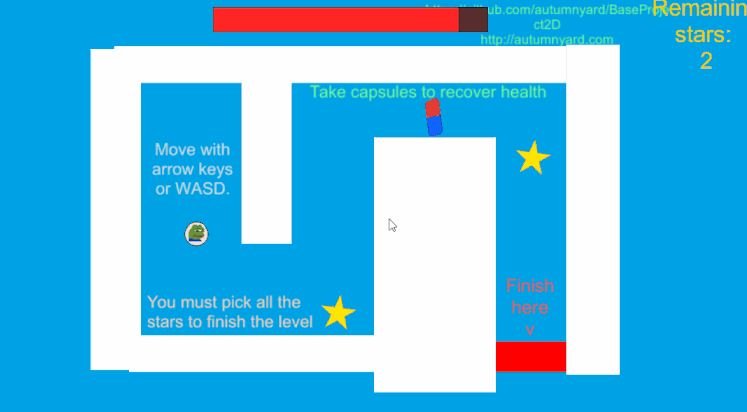 http://autumnyard.com
Remainin
stars:
2
Take capsules to recover health
Move with
arrow keys
or WASD.
You must pick all the
stars to finish the level
Finish
here
v